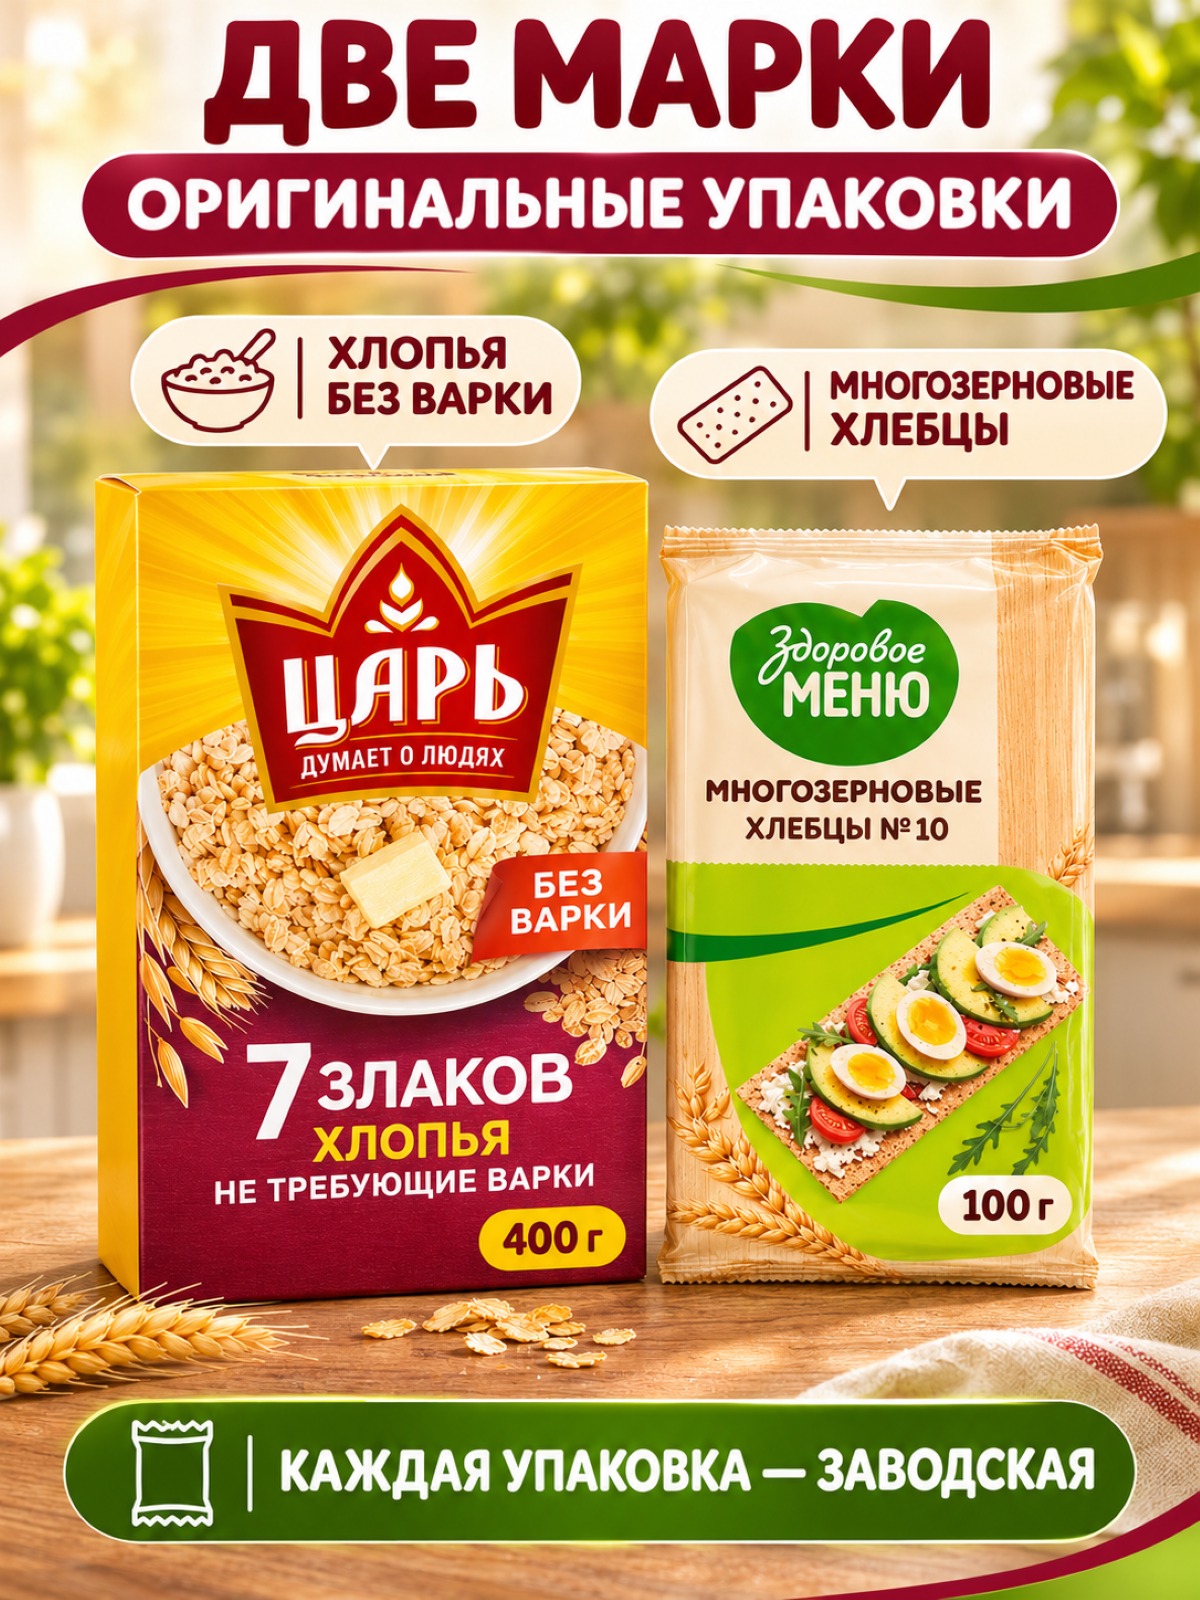 ДВЕ МАРКИ
ОРИГИНАЛЬНЫЕ УПАКОВКИ
ХЛОПЬЯ
БЕЗ ВАРКИ
МНОГОЗЕРНОВЫЕ
ХЛЕБЦЫ
ЦАРЬ
ДУМАЕТ О ЛЮДЯХ
БЕЗ
ВАРКИ
7 ЗЛАКОВ
ХЛОПЬЯ
НЕ ТРЕБУЮЩИЕ ВАРКИ
400 г
Здоровое
МЕНЮ
МНОГОЗЕРНОВЫЕ
ХЛЕБЦЫ № 10
100 г
КАЖДАЯ УПАКОВКА — ЗАВОДСКАЯ